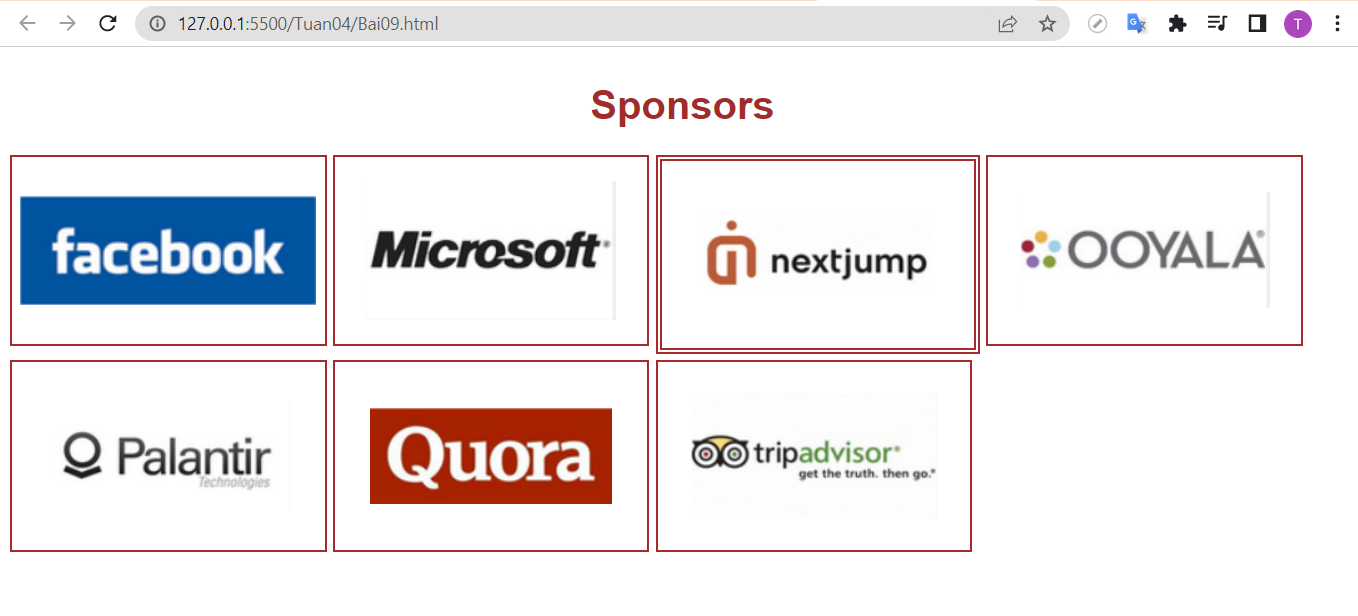 127.0.0.1:5500/Tuan04/Bai09.html
T
Sponsors
facebook
Microsoft®
nextjump
OOYALA®
Palantir
Technologies
Quora
tripadvisor®
get the truth. then go.®